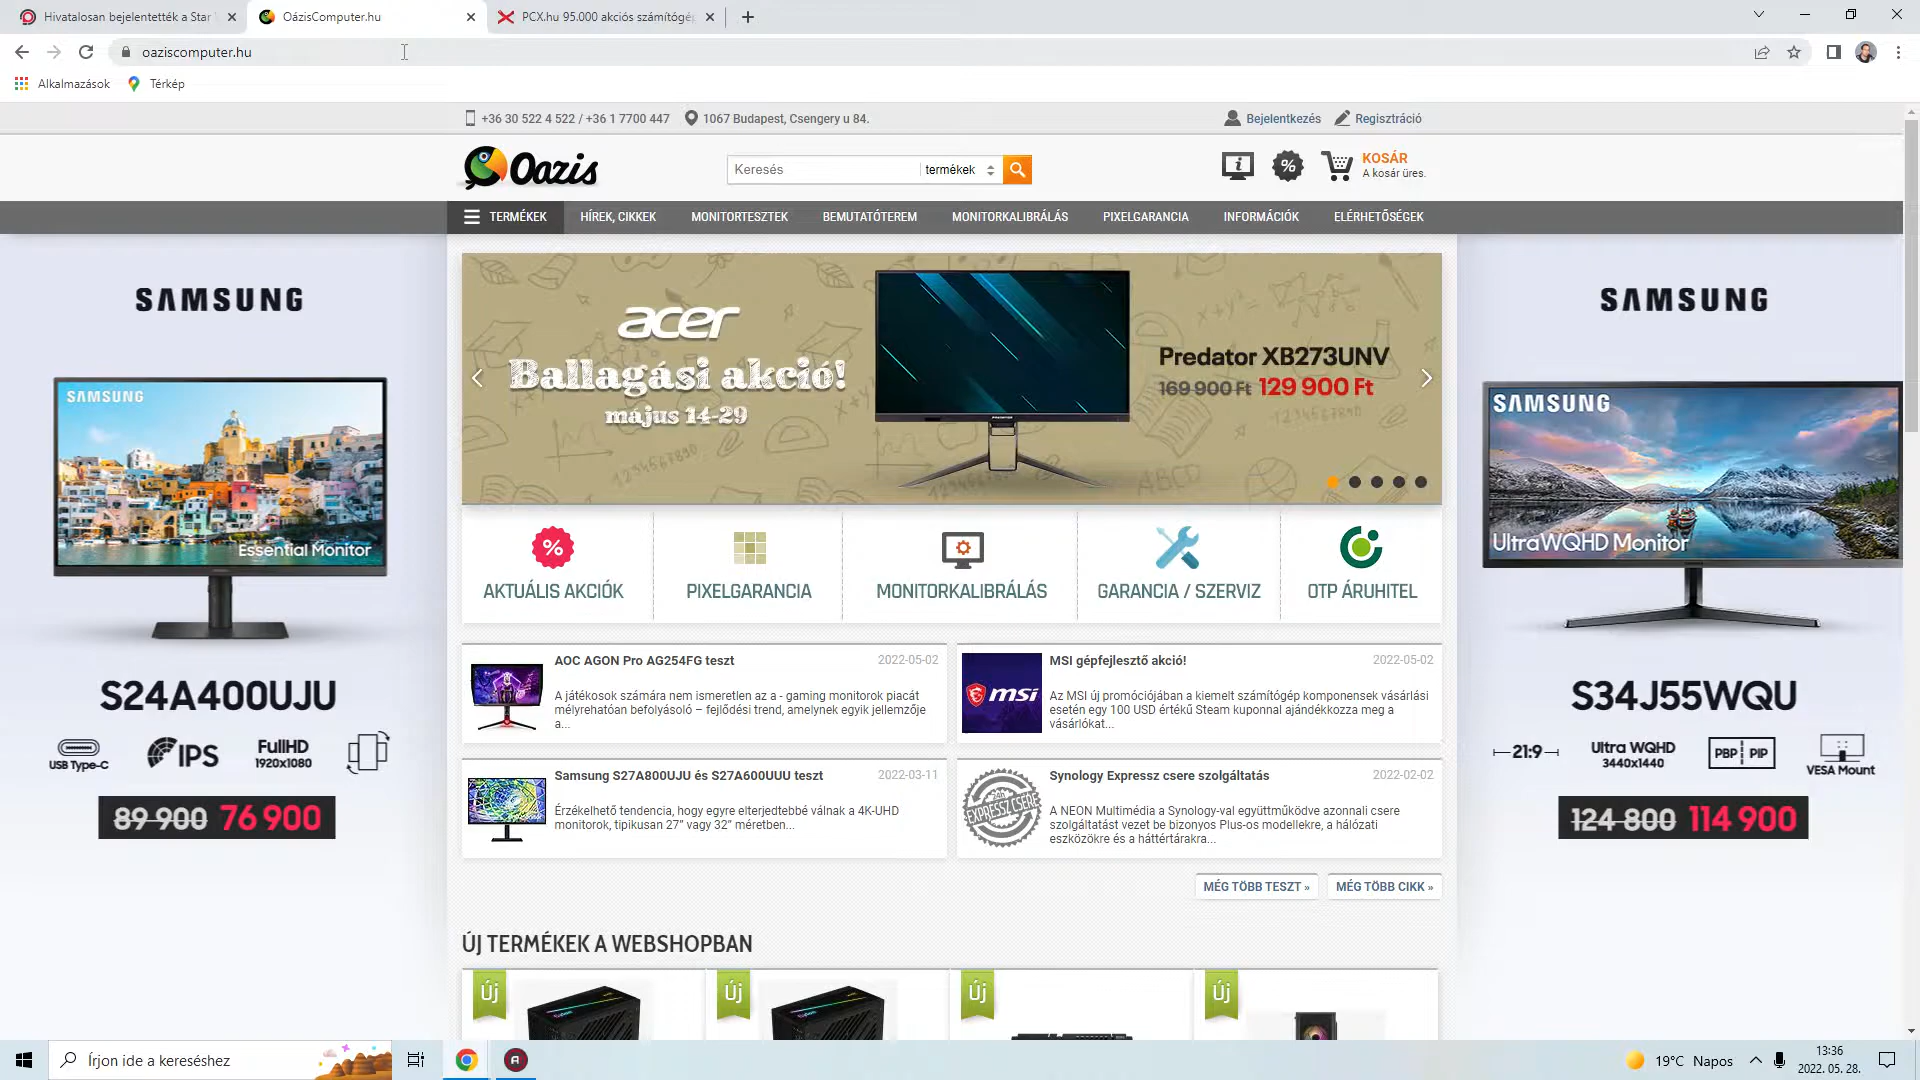 Hivatalosan bejelentették a Star
OázisComputer.hu
PCX.hu 95.000 akciós számítógé
oaziscomputer.hu
Alkalmazások
Térkép
+36 30 522 4 522 / +36 1 7700 447
1067 Budapest, Csengery u 84.
Bejelentkezés
Regisztráció
Oazis
Keresés
termékek
%
KOSÁR
A kosár üres.
TERMÉKEK
HÍREK, CIKKEK
MONITORTESZTEK
BEMUTATÓTEREM
MONITORKALIBRÁLÁS
PIXELGARANCIA
INFORMÁCIÓK
ELÉRHETŐSÉGEK
SAMSUNG
SAMSUNG
Essential Monitor
S24A400UJU
USB Type-C
IPS
FullHD
1920x1080
89 900 76 900
acer
Ballagási akció!
május 14-29
Predator XB273UNV
169 900 Ft 129 900 Ft
SAMSUNG
SAMSUNG
UltraWQHD Monitor
S34J55WQU
21:9
Ultra WQHD
3440x1440
PBP PIP
VESA Mount
124 800 114 900
%
AKTUÁLIS AKCIÓK
PIXELGARANCIA
MONITORKALIBRÁLÁS
GARANCIA / SZERVIZ
OTP ÁRUHITEL
AOC AGON Pro AG254FG teszt
2022-05-02
A játékosok számára nem ismeretlen az a - gaming monitorok piacát
mélyrehatóan befolyásoló – fejlődési trend, amelynek egyik jellemzője
a...
msi
MSI gépfejlesztő akció!
2022-05-02
Az MSI új promóciójában a kiemelt számítógép komponensek vásárlási
esetén egy 100 USD értékű Steam kuponnal ajándékozza meg a
vásárlókat...
Samsung S27A800UJU és S27A600UUU teszt
2022-03-11
Érzékelhető tendencia, hogy egyre elterjedtebbé válnak a 4K-UHD
monitorok, tipikusan 27” vagy 32” méretben...
24h
EXPRESSZ CSERE
Synology Expressz csere szolgáltatás
2022-02-02
A NEON Multimédia a Synology-val együttműködve azonnali csere
szolgáltatást vezet be bizonyos Plus-os modellekre, a hálózati
eszközökre és a háttértárakra...
MÉG TÖBB TESZT »
MÉG TÖBB CIKK »
ÚJ TERMÉKEK A WEBSHOPBAN
Új
Új
Új
Új
Írjon ide a kereséshez
19°C Napos
13:36
2022. 05. 28.